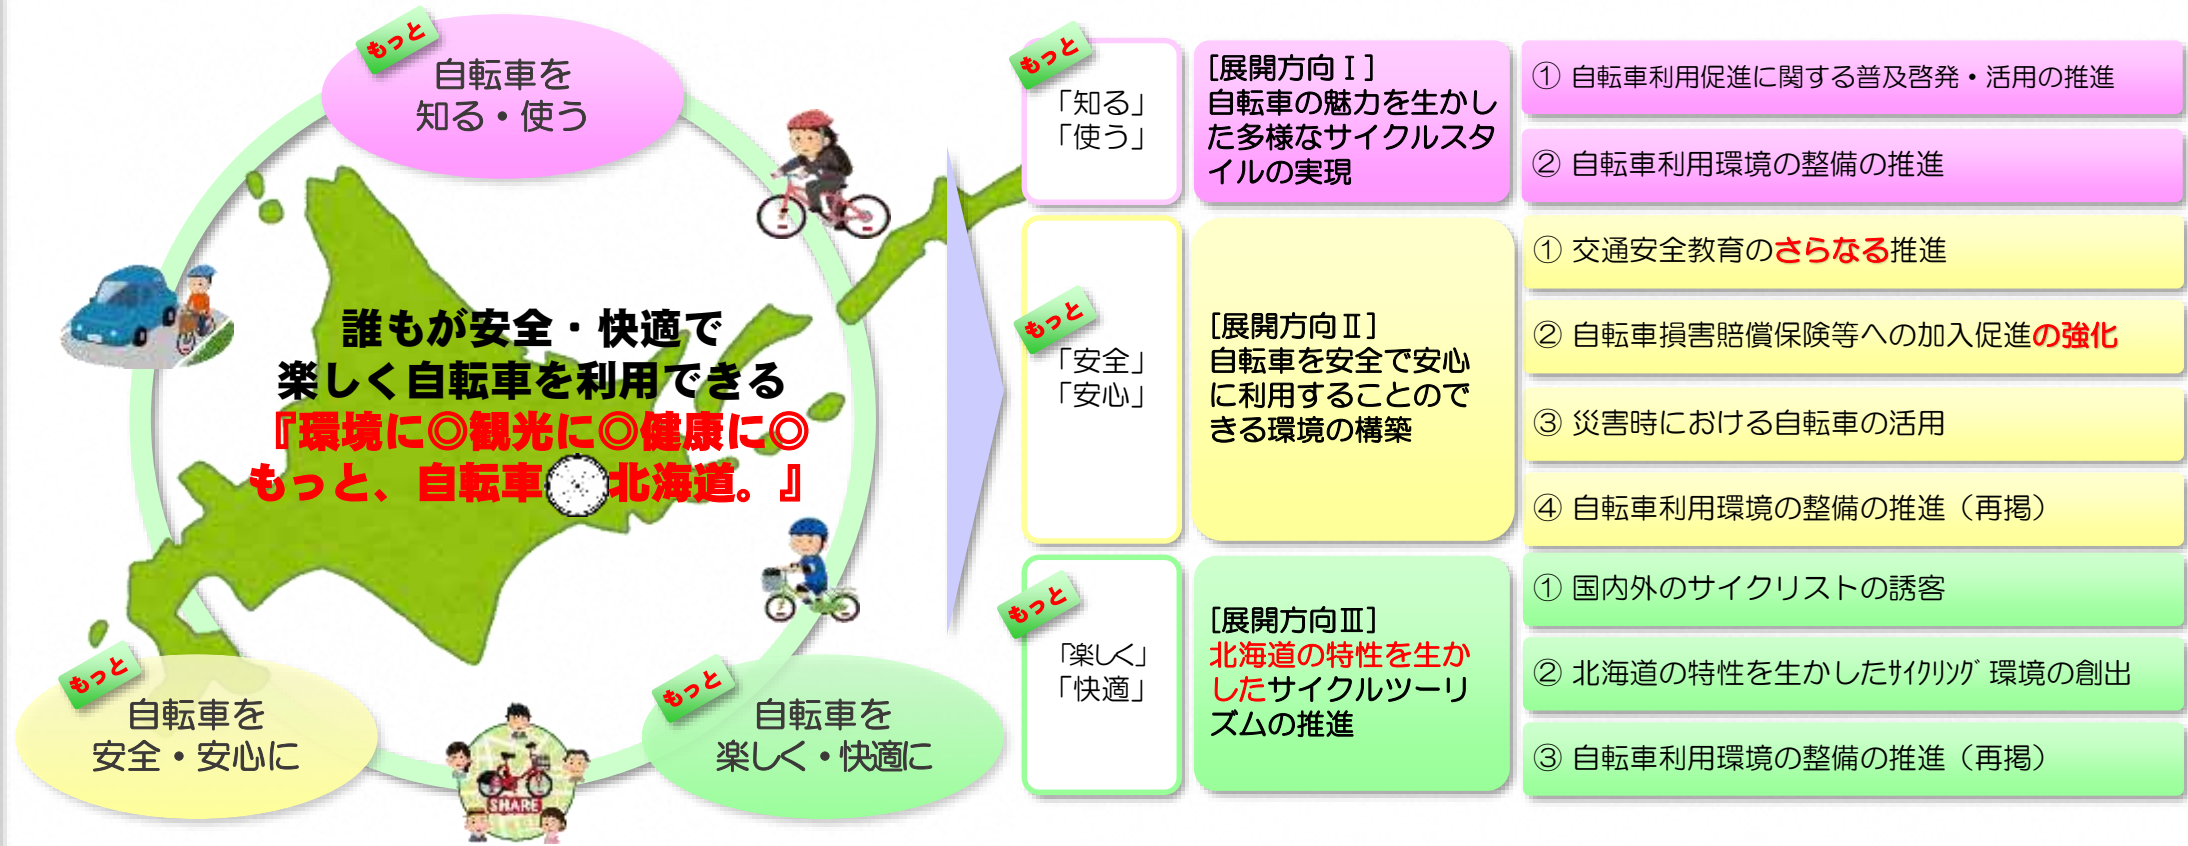 もっと
自転車を
知る・使う
誰もが安全・快適で
楽しく自転車を利用できる
『環境に◎観光に◎健康に◎
もっと、自転車 北海道。』
もっと
自転車を
安全・安心に
SHARE
もっと
自転車を
楽しく・快適に
もっと
「知る」
「使う」
[展開方向Ⅰ]
自転車の魅力を生かし
た多様なサイクルスタ
イルの実現
① 自転車利用促進に関する普及啓発・活用の推進
② 自転車利用環境の整備の推進
もっと
「安全」
「安心」
[展開方向Ⅱ]
自転車を安全で安心
に利用することので
きる環境の構築
① 交通安全教育のさらなる推進
② 自転車損害賠償保険等への加入促進の強化
③ 災害時における自転車の活用
④ 自転車利用環境の整備の推進（再掲）
もっと
「楽しく」
「快適」
[展開方向Ⅲ]
北海道の特性を生か
したサイクルツーリ
ズムの推進
① 国内外のサイクリストの誘客
② 北海道の特性を生かしたｻｲｸﾘﾝｸﾞ環境の創出
③ 自転車利用環境の整備の推進（再掲）